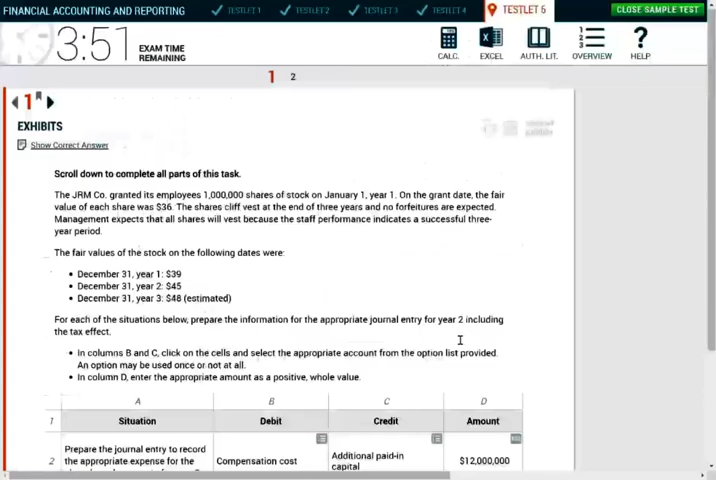 FINANCIAL ACCOUNTING AND REPORTING
TESTLET 1
TESTLET 2
TESTLET 3
TESTLET 4
TESTLET 5
CLOSE SAMPLE TEST
3:51
EXAM TIME
REMAINING
CALC.
EXCEL
AUTH. LIT.
OVERVIEW
HELP
1 2
1
EXHIBITS
Show Correct Answer
Scroll down to complete all parts of this task.
The JRM Co. granted its employees 1,000,000 shares of stock on January 1, year 1. On the grant date, the fair
value of each share was $36. The shares cliff vest at the end of three years and no forfeitures are expected.
Management expects that all shares will vest because the staff performance indicates a successful three-
year period.
The fair values of the stock on the following dates were:
• December 31, year 1: $39
• December 31, year 2: $45
• December 31, year 3: $48 (estimated)
For each of the situations below, prepare the information for the appropriate journal entry for year 2 including
the tax effect.
• In columns B and C, click on the cells and select the appropriate account from the option list provided.
An option may be used once or not at all.
• In column D, enter the appropriate amount as a positive, whole value.
A B C D
1 Situation Debit Credit Amount
Prepare the journal entry to record
2 the appropriate expense for the
Compensation cost
Additional paid-in
capital
$12,000,000